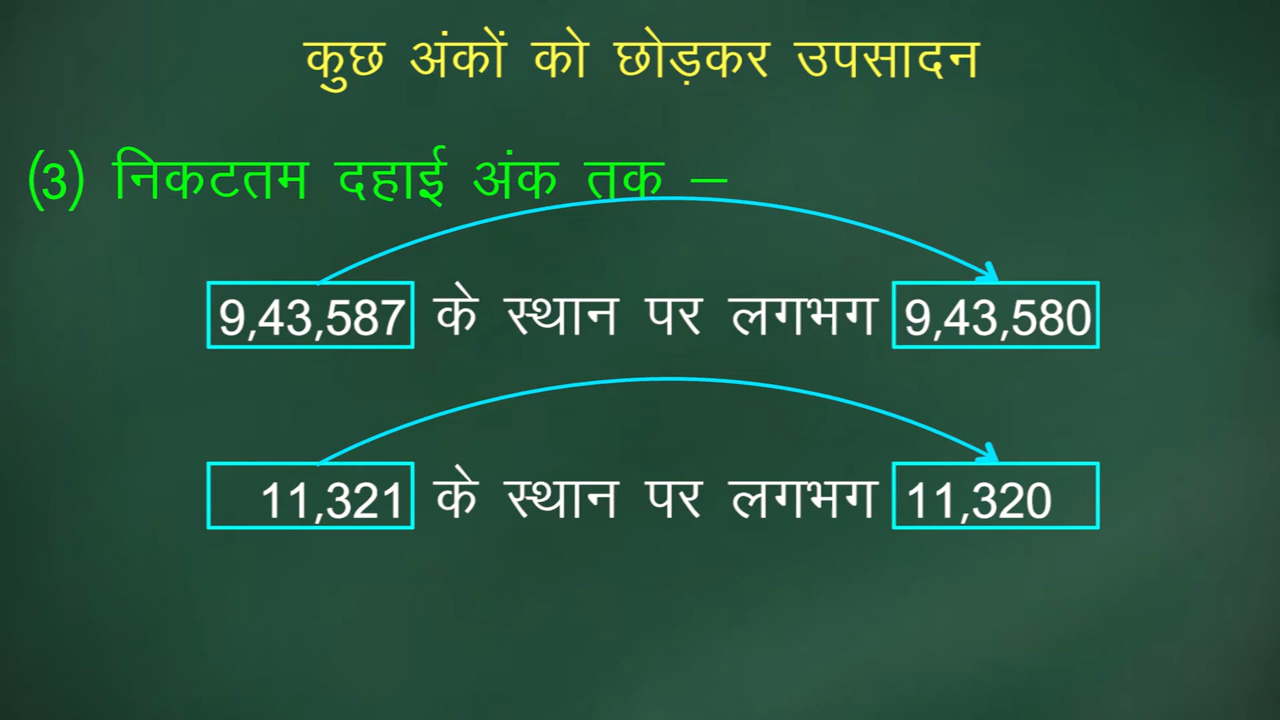 कुछ अंकों को छोड़कर उपसादन
(3) निकटतम दहाई अंक तक –
9,43,587 के स्थान पर लगभग 9,43,580
11,321 के स्थान पर लगभग 11,320